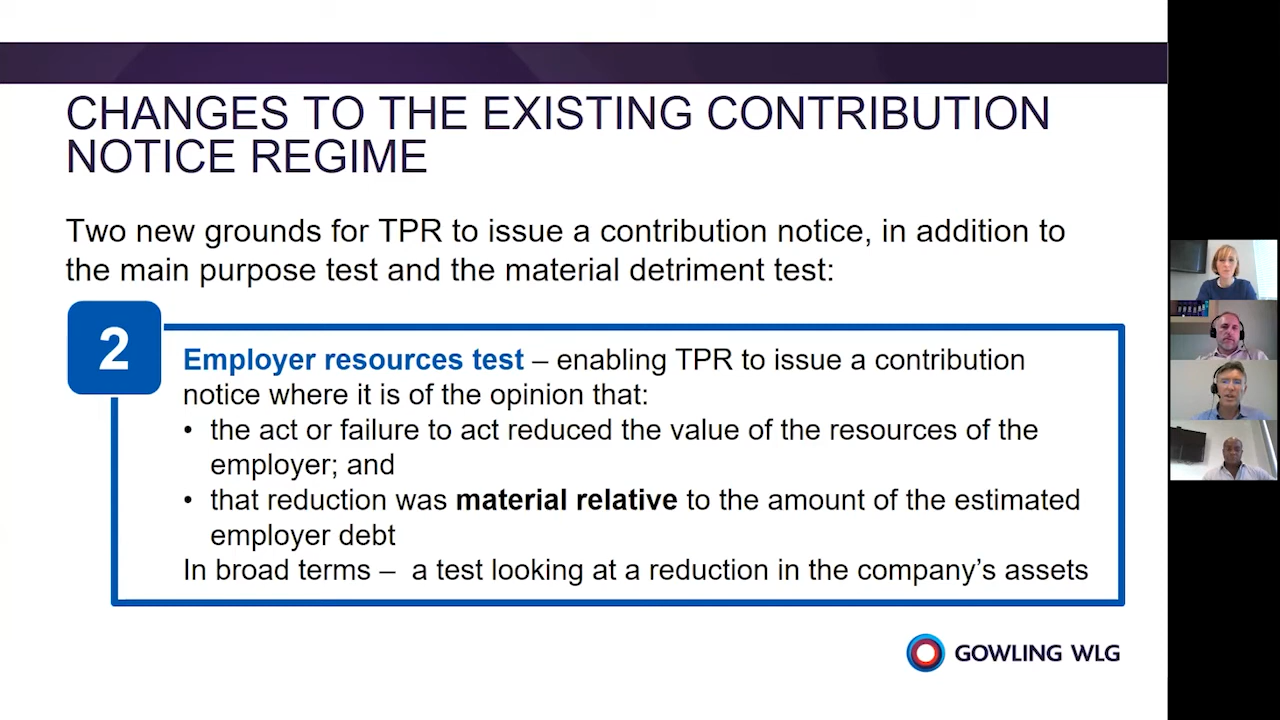 CHANGES TO THE EXISTING CONTRIBUTION
NOTICE REGIME
Two new grounds for TPR to issue a contribution notice, in addition to
the main purpose test and the material detriment test:
2
Employer resources test – enabling TPR to issue a contribution
notice where it is of the opinion that:
• the act or failure to act reduced the value of the resources of the
employer; and
• that reduction was material relative to the amount of the estimated
employer debt
In broad terms – a test looking at a reduction in the company’s assets
GOWLING WLG